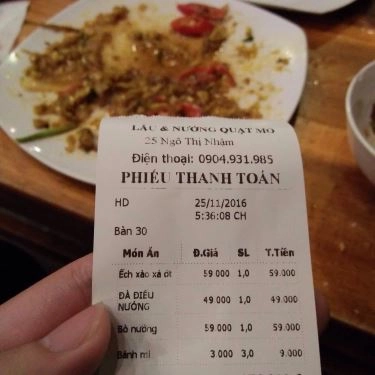 LẨU & NƯỚNG QUẠT MO
25 Ngô Thị Nhậm
Điện thoại: 0904.931.985
PHIẾU THANH TOÁN
HD 25/11/2016
5:36:08 CH
Bàn 30
Món Ăn Đ.Giá SL T.Tiền
Ếch xào xả ớt 59.000 1,0 59.000
ĐÀ ĐIỂU 49.000 1,0 49.000
NƯỚNG
Bò nướng 59.000 1,0 59.000
Bánh mì 3.000 3,0 9.000